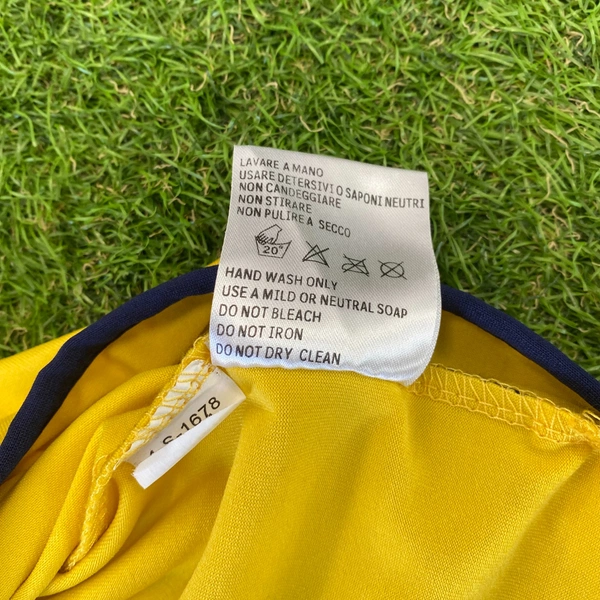 LAVARE A MANO
USARE DETERSIVI O SAPONI NEUTRI
NON CANDEGGIARE
NON STIRARE
NON PULIRE A SECCO
20°
HAND WASH ONLY
USE A MILD OR NEUTRAL SOAP
DO NOT BLEACH
DO NOT IRON
DO NOT DRY CLEAN
S-1678